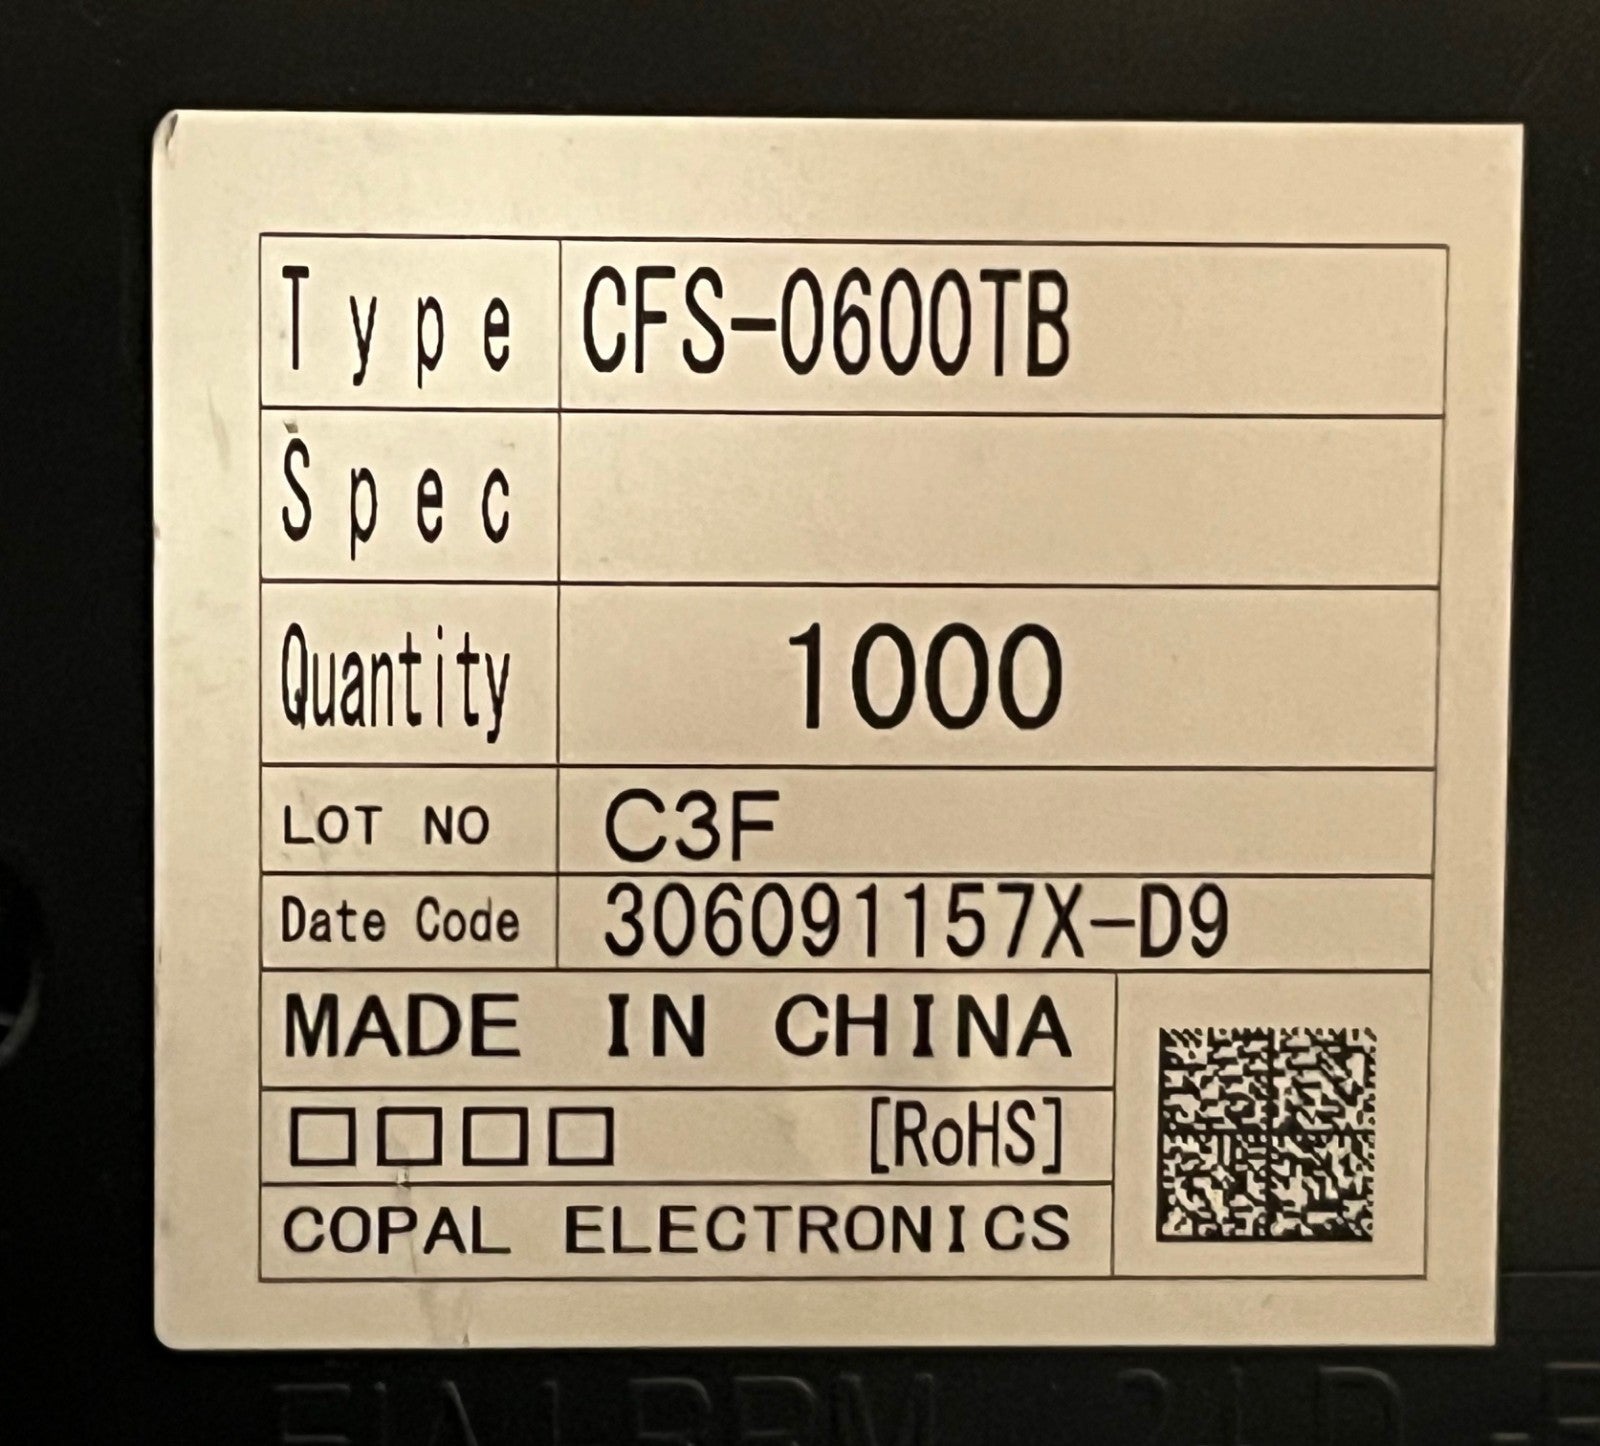 Type CFS-0600TB
Spec
Quantity 1000
LOT NO C3F
Date Code 306091157X-D9
MADE IN CHINA
□□□□ [RoHS]
COPAL ELECTRONICS